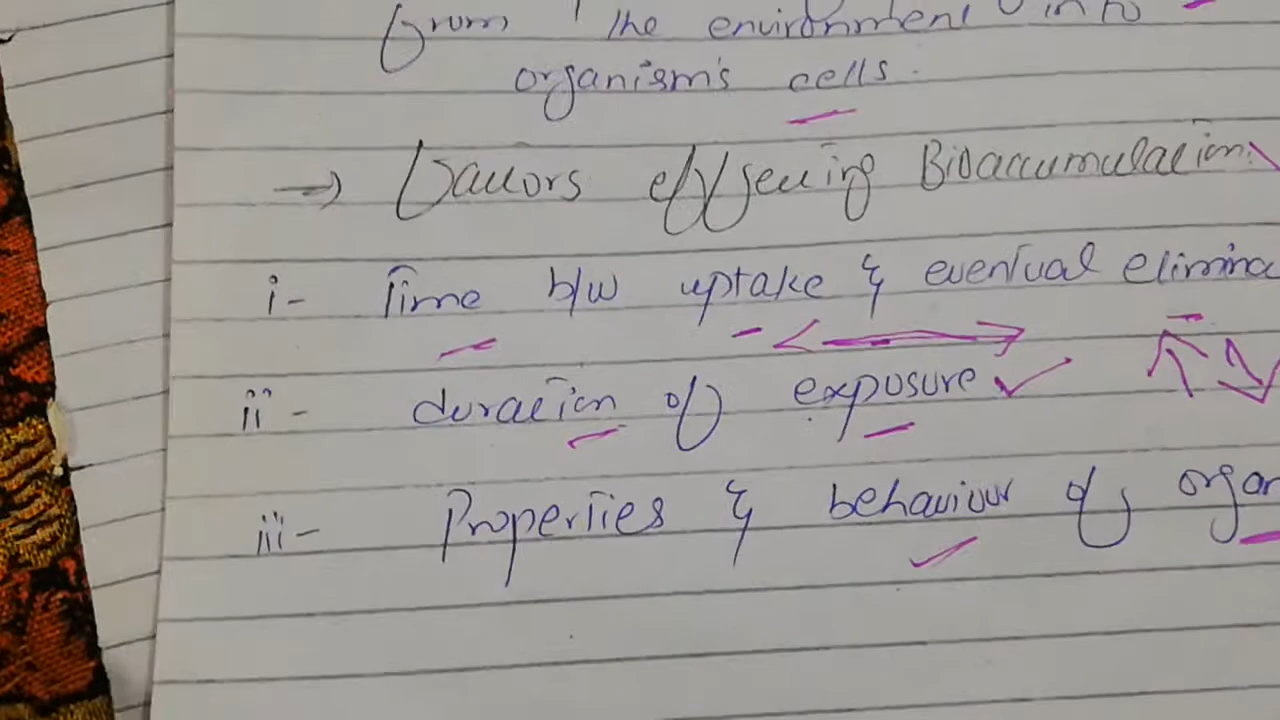 from the environment into
organism's cells.
→ Factors effecting Bioaccumulation
i- Time b/w uptake & eventual elimina
ii- duration of exposure
iii- Properties & behaviour of organ